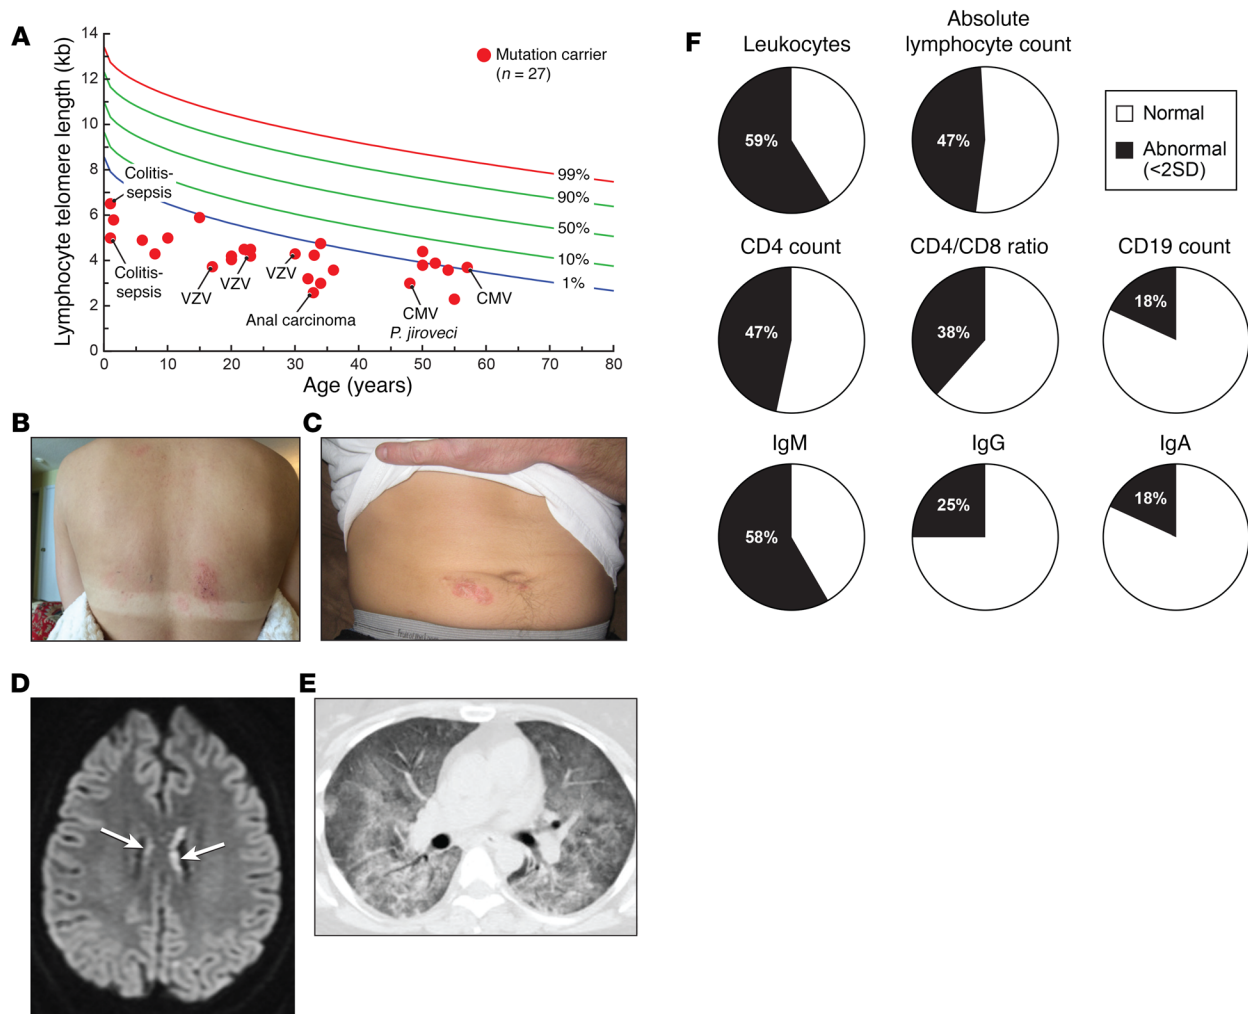 A
Lymphocyte telomere length (kb)
14
12
10
8
6
4
2
0
0
10
20
30
40
50
60
70
80
Age (years)
Mutation carrier
(n = 27)
99%
90%
50%
10%
1%
Colitis-
sepsis
Colitis-
sepsis
VZV
VZV
VZV
Anal carcinoma
CMV
P. jiroveci
CMV
B
C
D
E
F
Leukocytes
59%
Absolute
lymphocyte count
47%
Normal
Abnormal
(<2SD)
CD4 count
47%
CD4/CD8 ratio
38%
CD19 count
18%
IgM
58%
IgG
25%
IgA
18%